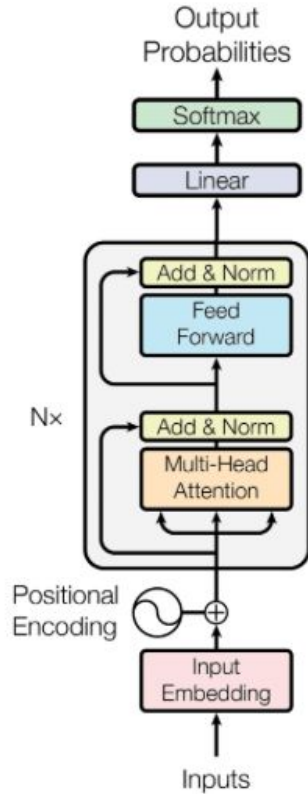 Output
Probabilities
Softmax
Linear
Add & Norm
Feed
Forward
N×
Add & Norm
Multi-Head
Attention
Positional
Encoding
Input
Embedding
Inputs